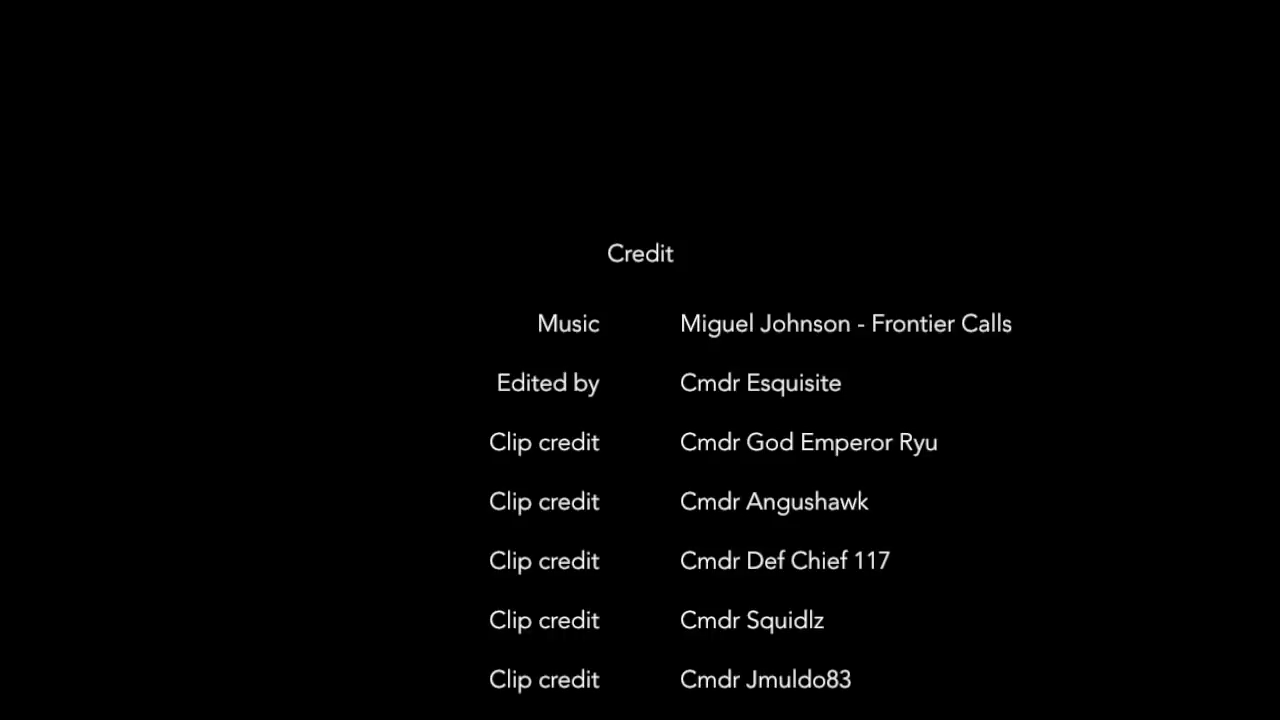 Credit
Music Miguel Johnson - Frontier Calls
Edited by Cmdr Esquisite
Clip credit Cmdr God Emperor Ryu
Clip credit Cmdr Angushawk
Clip credit Cmdr Def Chief 117
Clip credit Cmdr Squidlz
Clip credit Cmdr Jmuldo83